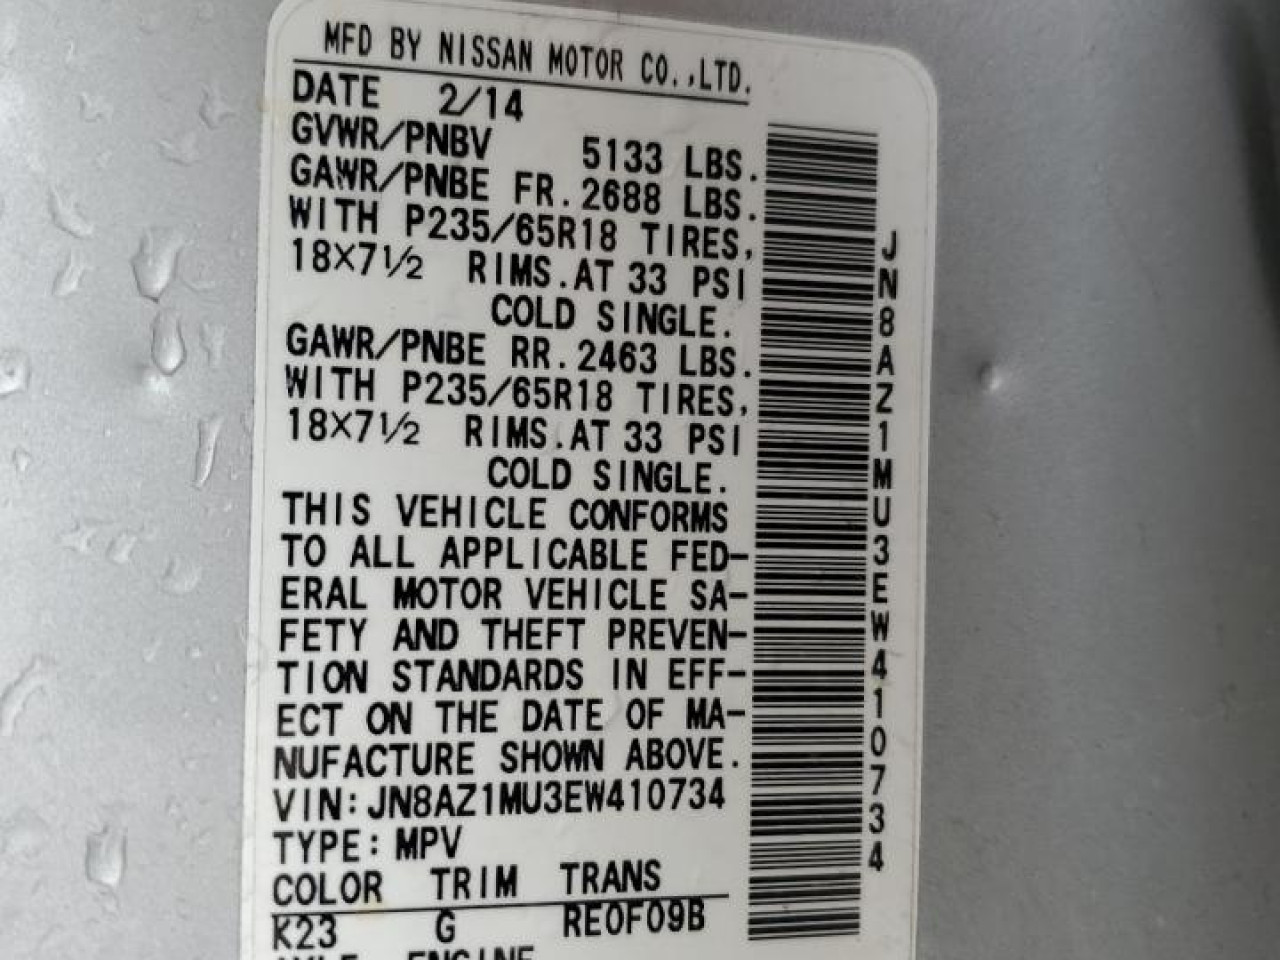 MFD BY NISSAN MOTOR CO.,LTD.
DATE 2/14
GVWR/PNBV 5133 LBS.
GAWR/PNBE FR. 2688 LBS.
WITH P235/65R18 TIRES,
18X7½ RIMS.AT 33 PSI
COLD SINGLE.
GAWR/PNBE RR. 2463 LBS.
WITH P235/65R18 TIRES,
18X7½ RIMS.AT 33 PSI
COLD SINGLE.
THIS VEHICLE CONFORMS
TO ALL APPLICABLE FED-
ERAL MOTOR VEHICLE SA-
FETY AND THEFT PREVEN-
TION STANDARDS IN EFF-
ECT ON THE DATE OF MA-
NUFACTURE SHOWN ABOVE.
VIN: JN8AZ1MU3EW410734
TYPE: MPV
COLOR TRIM TRANS
K23 G RE0F09B
AXLE ENGINE
JN8AZ1MU3EW410734